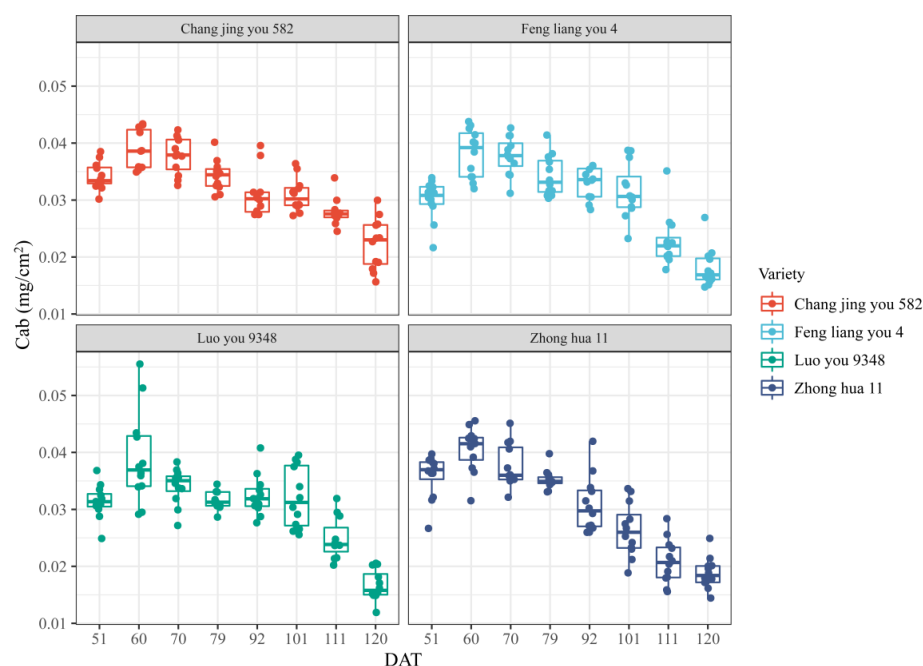 Chang jing you 582
Feng liang you 4
0.05
0.04
0.03
0.02
0.01
Luo you 9348
Zhong hua 11
0.05
0.04
0.03
0.02
0.01
51 60 70 79 92 101 111 120
51 60 70 79 92 101 111 120
DAT
Cab (mg/cm²)
Variety
Chang jing you 582
Feng liang you 4
Luo you 9348
Zhong hua 11